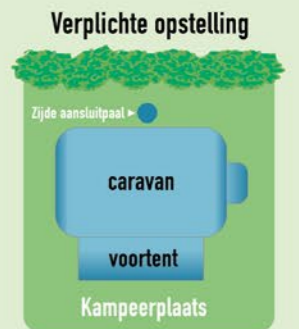 Verplichte opstelling
Zijde aansluitpaal ►
caravan
voortent
Kampeerplaats